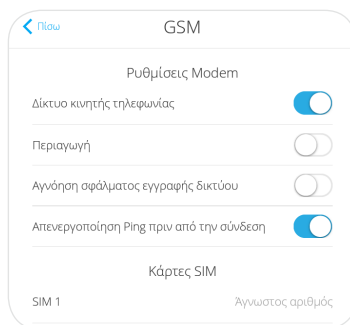 Πίσω GSM
Ρυθμίσεις Modem
Δίκτυο κινητής τηλεφωνίας
Περιαγωγή
Αγνόηση σφάλματος εγγραφής δικτύου
Απενεργοποίηση Ping πριν από την σύνδεση
Κάρτες SIM
SIM 1 Άγνωστος αριθμός